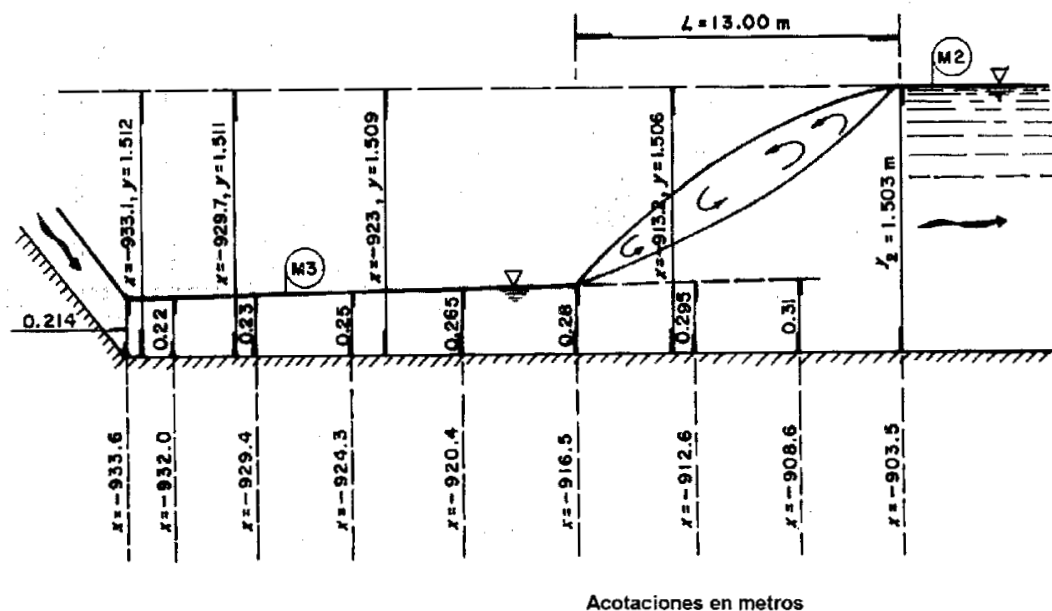 L=13.00 m
M2
x=-933.1, y=1.512
x=-929.7, y=1.511
x=-923, y=1.509
x=-913.2, y=1.506
y₂=1.503 m
M3
0.214
0.22
0.23
0.25
0.265
0.28
0.295
0.31
x=-933.6
x=-932.0
x=-929.4
x=-924.3
x=-920.4
x=-916.5
x=-912.6
x=-908.6
x=-903.5
Acotaciones en metros